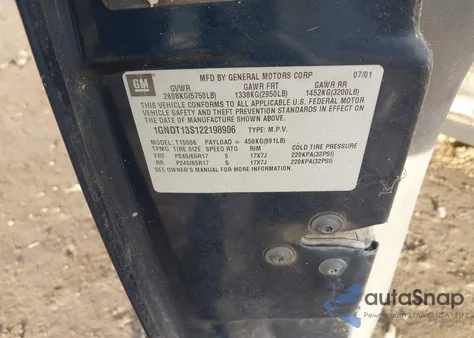 GM
MFD BY GENERAL MOTORS CORP 07/01
GVWR GAWR FRT GAWR RR
2608KG(5750LB) 1338KG(2950LB) 1452KG(3200LB)
THIS VEHICLE CONFORMS TO ALL APPLICABLE U.S. FEDERAL MOTOR
VEHICLE SAFETY AND THEFT PREVENTION STANDARDS IN EFFECT ON
THE DATE OF MANUFACTURE SHOWN ABOVE.
1GNDT13S122198906 TYPE: M.P.V.
MODEL: T15506 PAYLOAD= 450KG(991LB)
TPMG TIRE SIZE SPEED RTG RIM COLD TIRE PRESSURE
FRT P245/65R17 S 17X7J 220KPA(32PSI)
RR P245/65R17 S 17X7J 220KPA(32PSI)
SEE OWNER'S MANUAL FOR MORE INFORMATION.
autoSnap